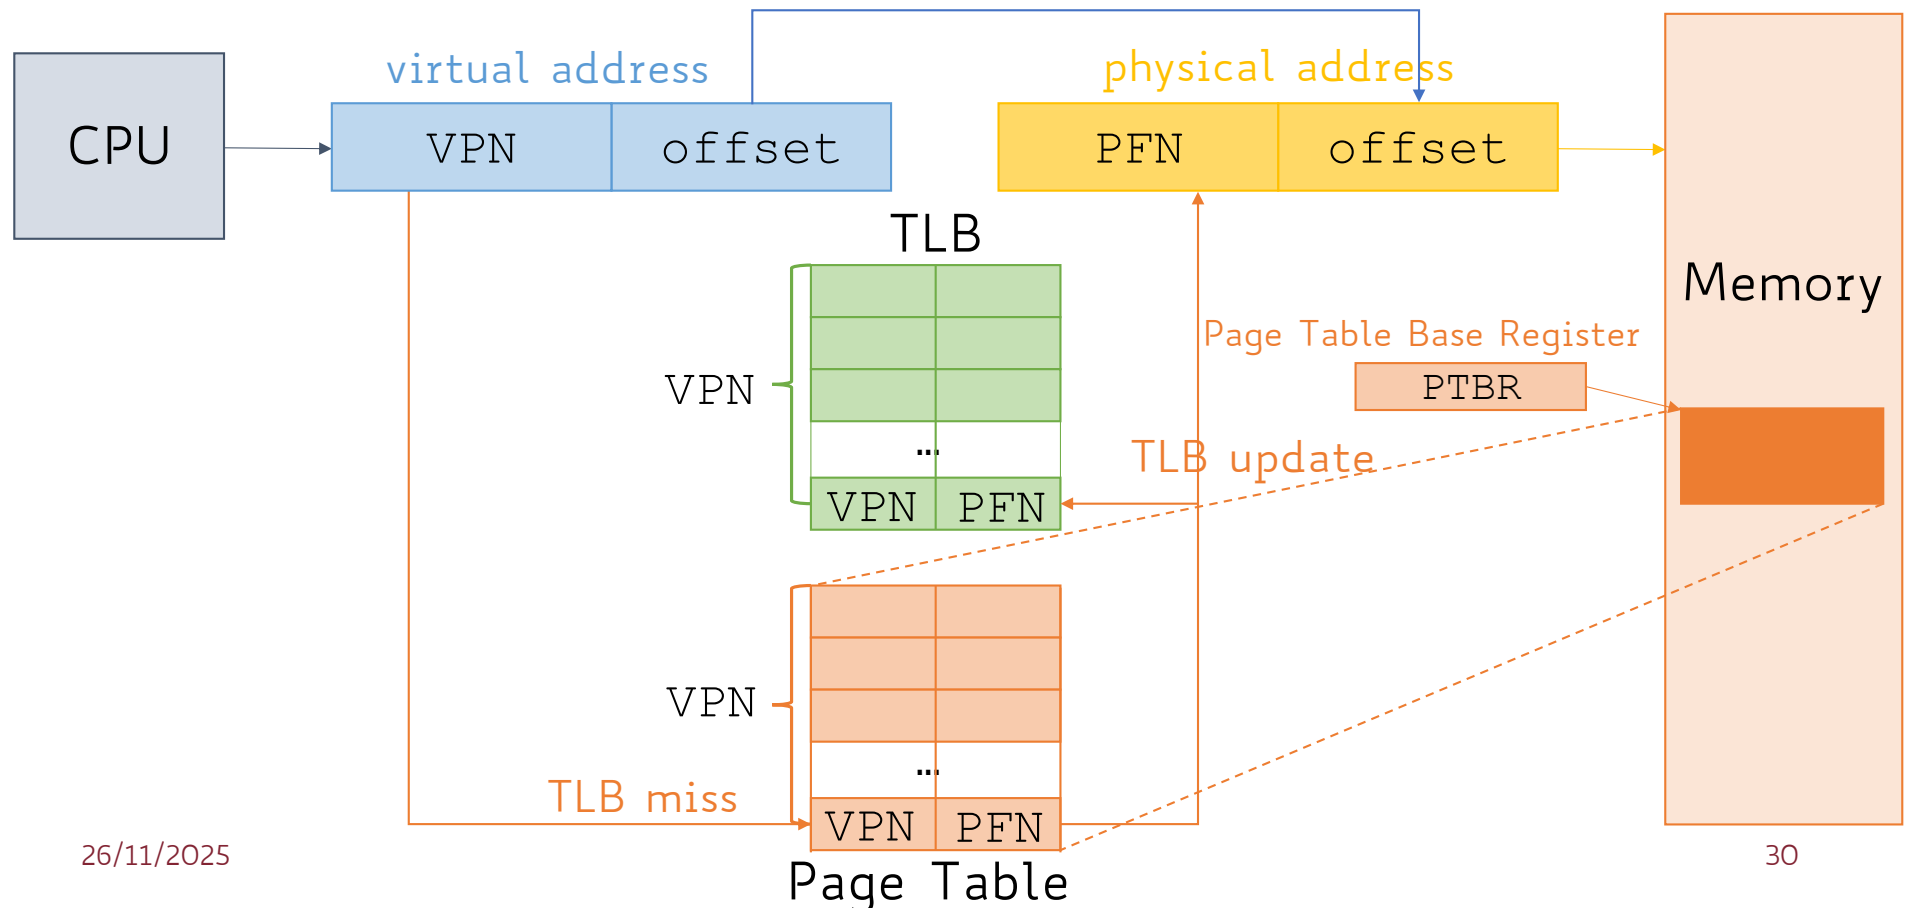 virtual address
physical address
CPU
VPN
offset
PFN
offset
TLB
Memory
Page Table Base Register
VPN
PTBR
...
TLB update
VPN
PFN
VPN
...
TLB miss
VPN
PFN
26/11/2025
30
Page Table